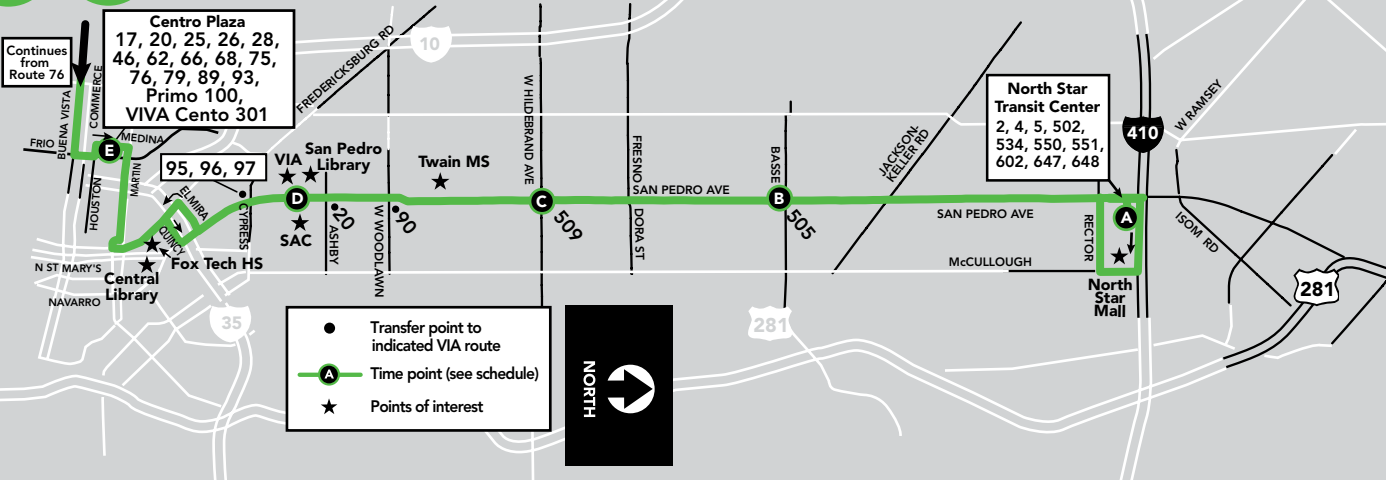 Continues
from
Route 76
Centro Plaza
17, 20, 25, 26, 28,
46, 62, 66, 68, 75,
76, 79, 89, 93,
Primo 100,
VIVA Cento 301
FREDERICKSBURG RD
10
BUENA VISTA
COMMERCE
FRIO
E
MEDINA
HOUSTON
MARTIN
95, 96, 97
ELMIRA
QUINCY
CYPRESS
VIA
San Pedro
Library
D
SAC
20
ASHBY
W WOODLAWN
90
Twain MS
W HILDEBRAND AVE
C
509
FRESNO
DORA ST
SAN PEDRO AVE
BASSE
B
505
JACKSON-
KELLER RD
SAN PEDRO AVE
McCULLOUGH
North Star
Transit Center
2, 4, 5, 502,
534, 550, 551,
602, 647, 648
410
W RAMSEY
A
RECTOR
ISOM RD
North
Star
Mall
281
281
N ST MARY'S
NAVARRO
Central
Library
Fox Tech HS
35
Transfer point to
indicated VIA route
A
Time point (see schedule)
Points of interest
NORTH